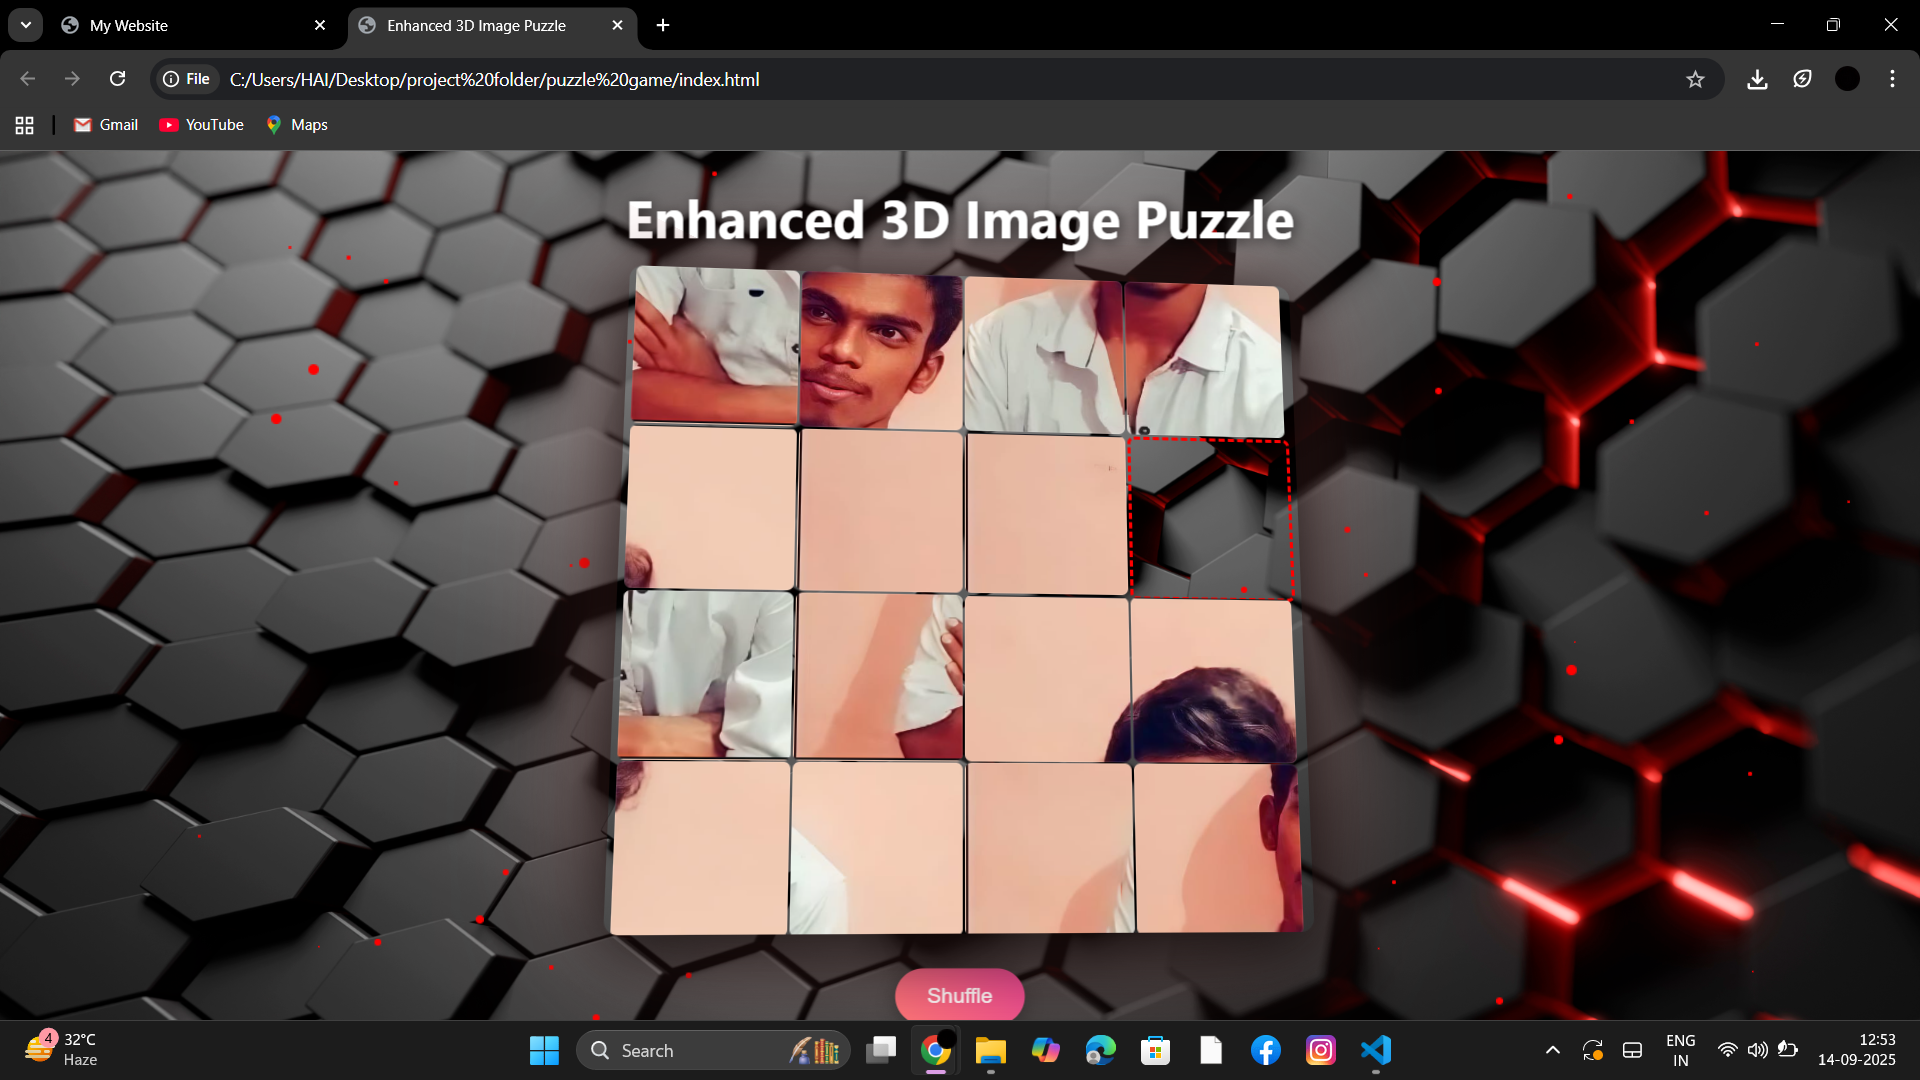 My Website
Enhanced 3D Image Puzzle
File
C:/Users/HAI/Desktop/project%20folder/puzzle%20game/index.html
Gmail
YouTube
Maps
Enhanced 3D Image Puzzle
Shuffle
4
32°C
Haze
Search
ENG
IN
12:53
14-09-2025